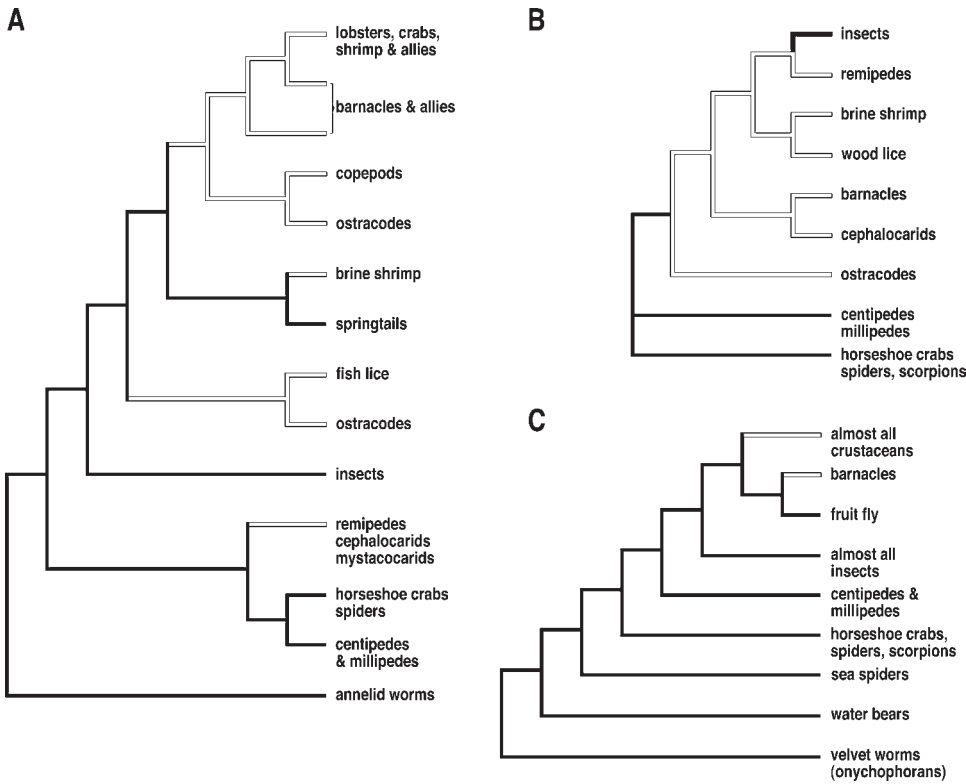 A
lobsters, crabs,
shrimp & allies
barnacles & allies
copepods
ostracodes
brine shrimp
springtails
fish lice
ostracodes
insects
remipedes
cephalocarids
mystacocarids
horseshoe crabs
spiders
centipedes
& millipedes
annelid worms
B
insects
remipedes
brine shrimp
wood lice
barnacles
cephalocarids
ostracodes
centipedes
millipedes
horseshoe crabs
spiders, scorpions
C
almost all
crustaceans
barnacles
fruit fly
almost all
insects
centipedes &
millipedes
horseshoe crabs,
spiders, scorpions
sea spiders
water bears
velvet worms
(onychophorans)